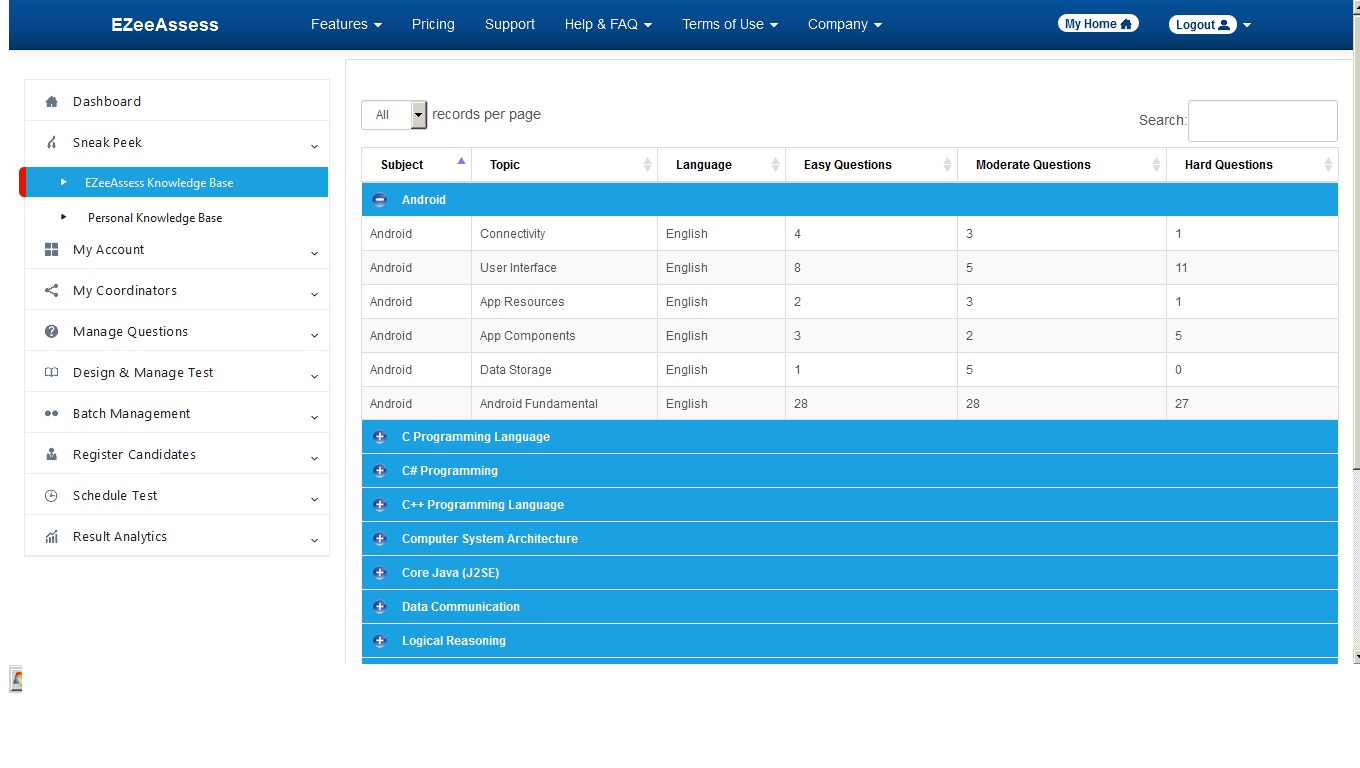 EZeeAssess Features Pricing Support Help & FAQ Terms of Use Company My Home Logout
Dashboard
Sneak Peek
EZeeAssess Knowledge Base
Personal Knowledge Base
My Account
My Coordinators
Manage Questions
Design & Manage Test
Batch Management
Register Candidates
Schedule Test
Result Analytics
All records per page Search:
Subject Topic Language Easy Questions Moderate Questions Hard Questions
Android
Android Connectivity English 4 3 1
Android User Interface English 8 5 11
Android App Resources English 2 3 1
Android App Components English 3 2 5
Android Data Storage English 1 5 0
Android Android Fundamental English 28 28 27
C Programming Language
C# Programming
C++ Programming Language
Computer System Architecture
Core Java (J2SE)
Data Communication
Logical Reasoning